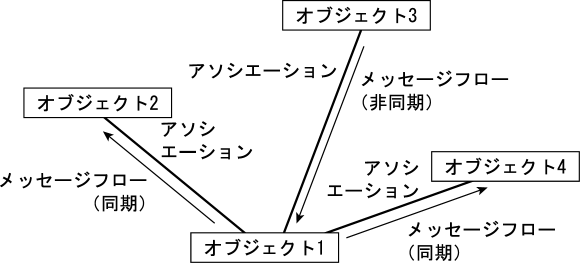 オブジェクト3
アソシエーション
メッセージフロー
(非同期)
オブジェクト2
アソシ
エーション
メッセージフロー
(同期)
オブジェクト4
アソシ
エーション
メッセージフロー
(同期)
オブジェクト1